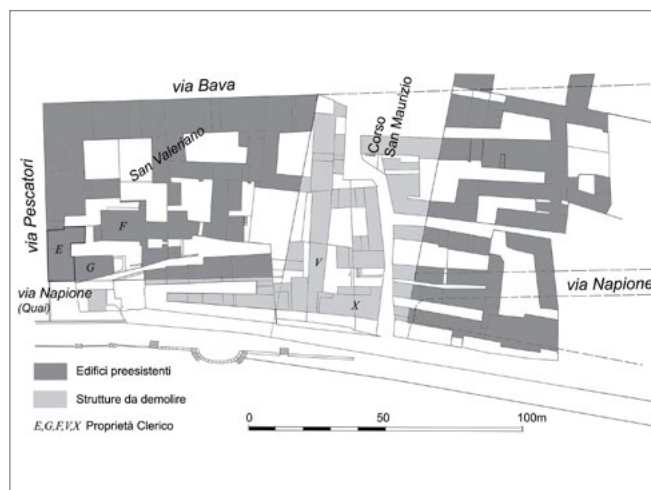 via Bava
Corso
San Maurizio
San Valeriano
via Pescatori
E
F
G
V
X
via Napione
(Quai)
via Napione
Edifici preesistenti
Strutture da demolire
E,G,F,V,X Proprietà Clerico
0 50 100m